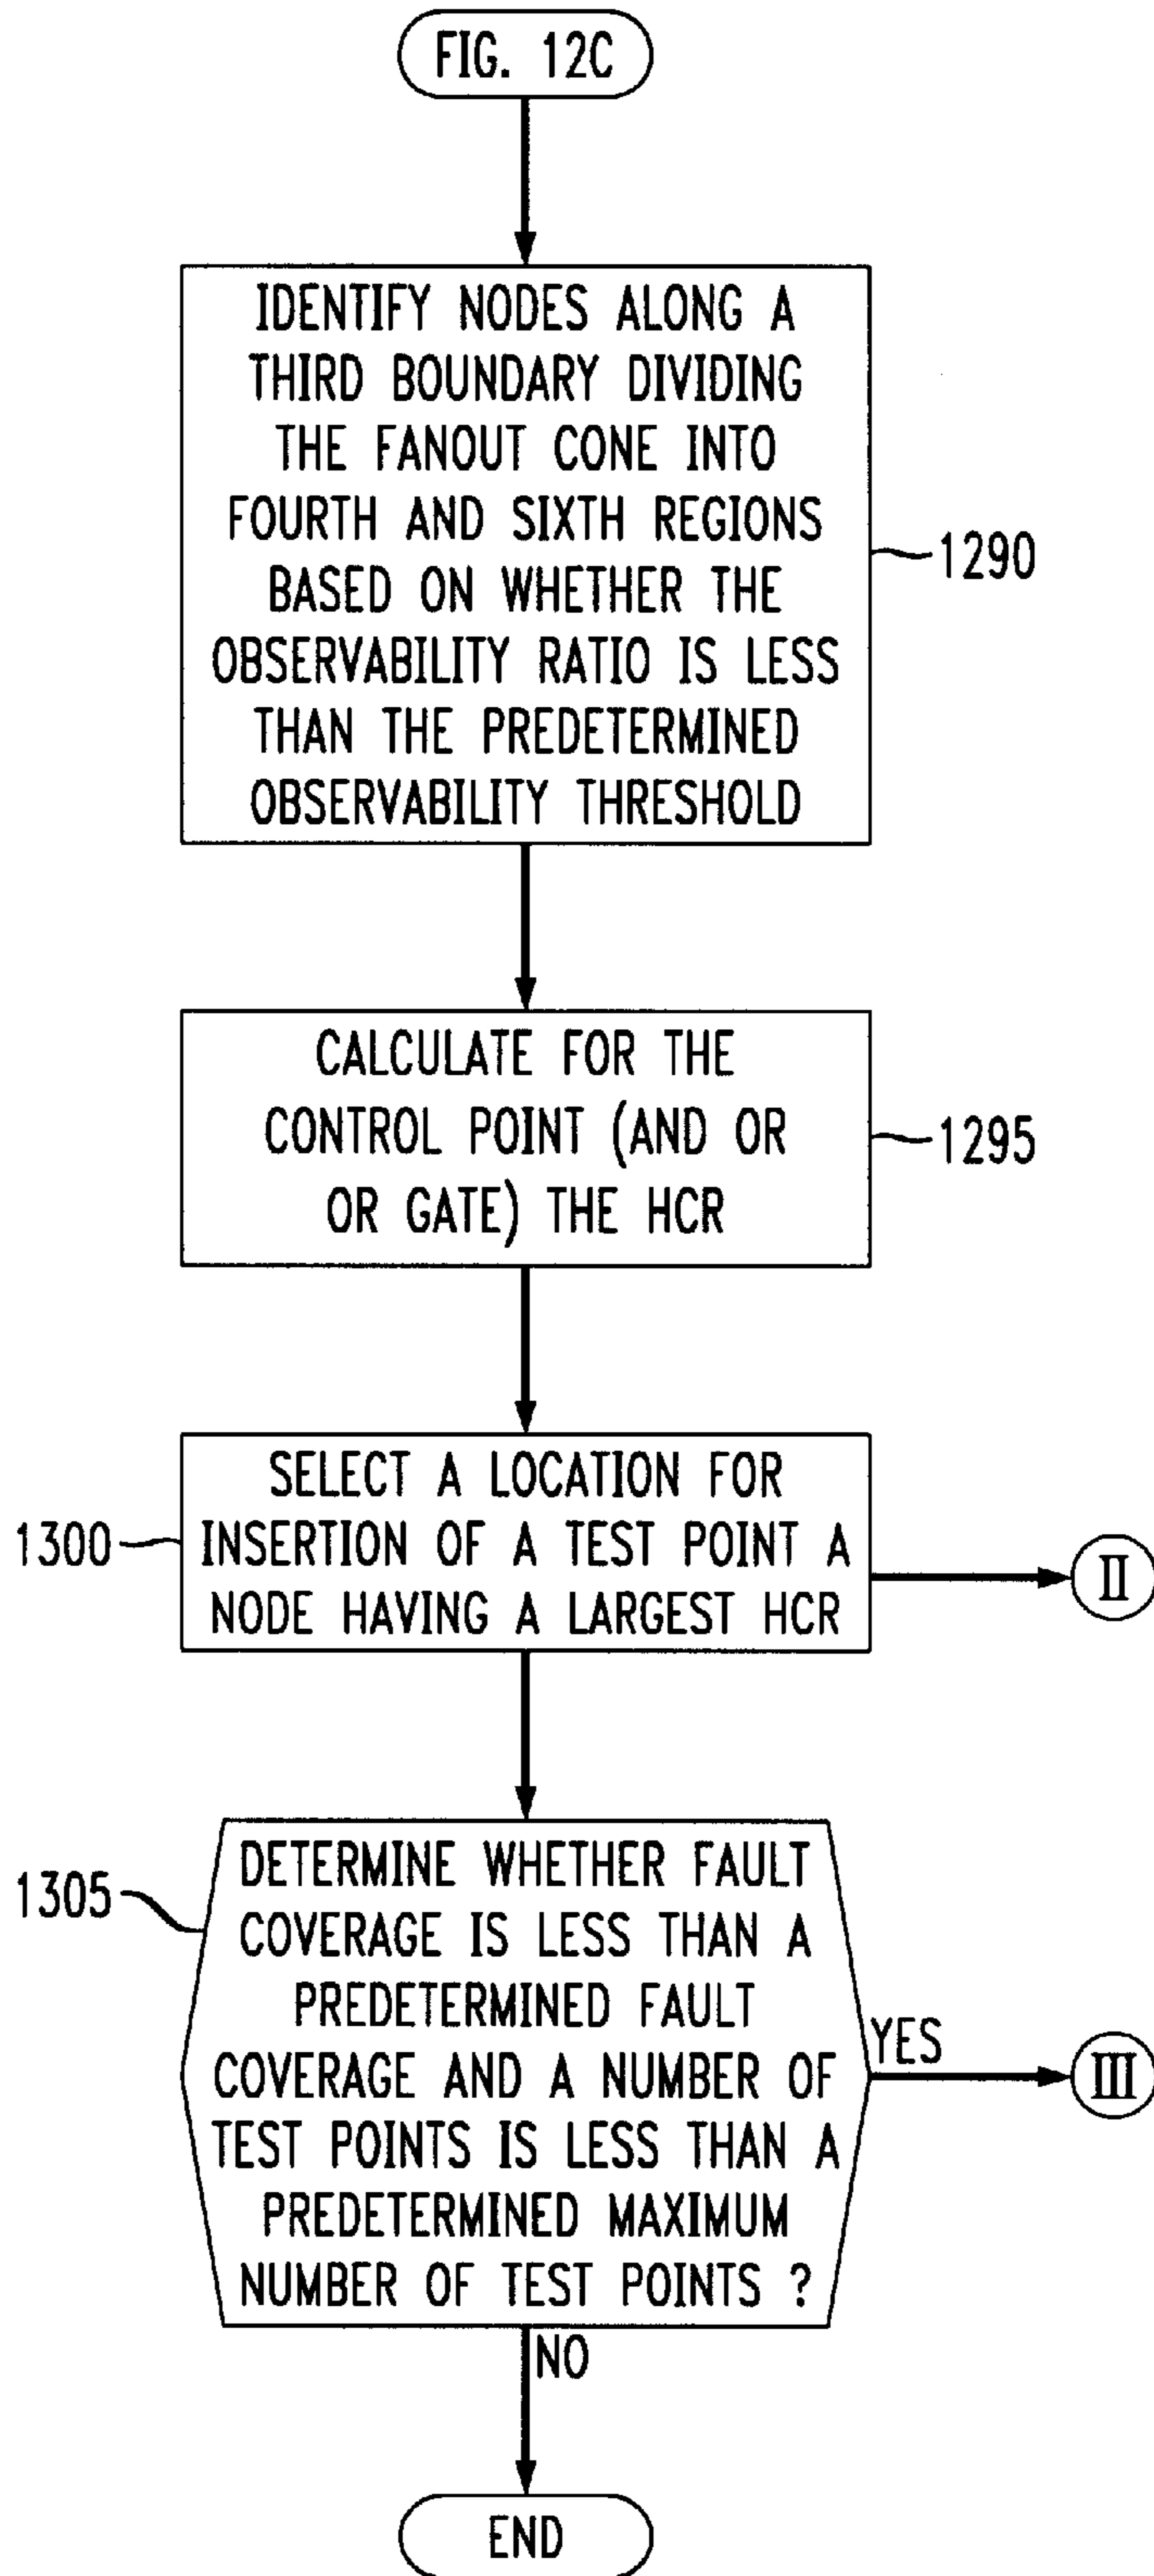 FIG. 12C
IDENTIFY NODES ALONG A
THIRD BOUNDARY DIVIDING
THE FANOUT CONE INTO
FOURTH AND SIXTH REGIONS
BASED ON WHETHER THE
OBSERVABILITY RATIO IS LESS
THAN THE PREDETERMINED
OBSERVABILITY THRESHOLD
1290
CALCULATE FOR THE
CONTROL POINT (AND OR
OR GATE) THE HCR
1295
SELECT A LOCATION FOR
INSERTION OF A TEST POINT A
NODE HAVING A LARGEST HCR
1300
II
DETERMINE WHETHER FAULT
COVERAGE IS LESS THAN A
PREDETERMINED FAULT
COVERAGE AND A NUMBER OF
TEST POINTS IS LESS THAN A
PREDETERMINED MAXIMUM
NUMBER OF TEST POINTS ?
1305
YES
III
NO
END